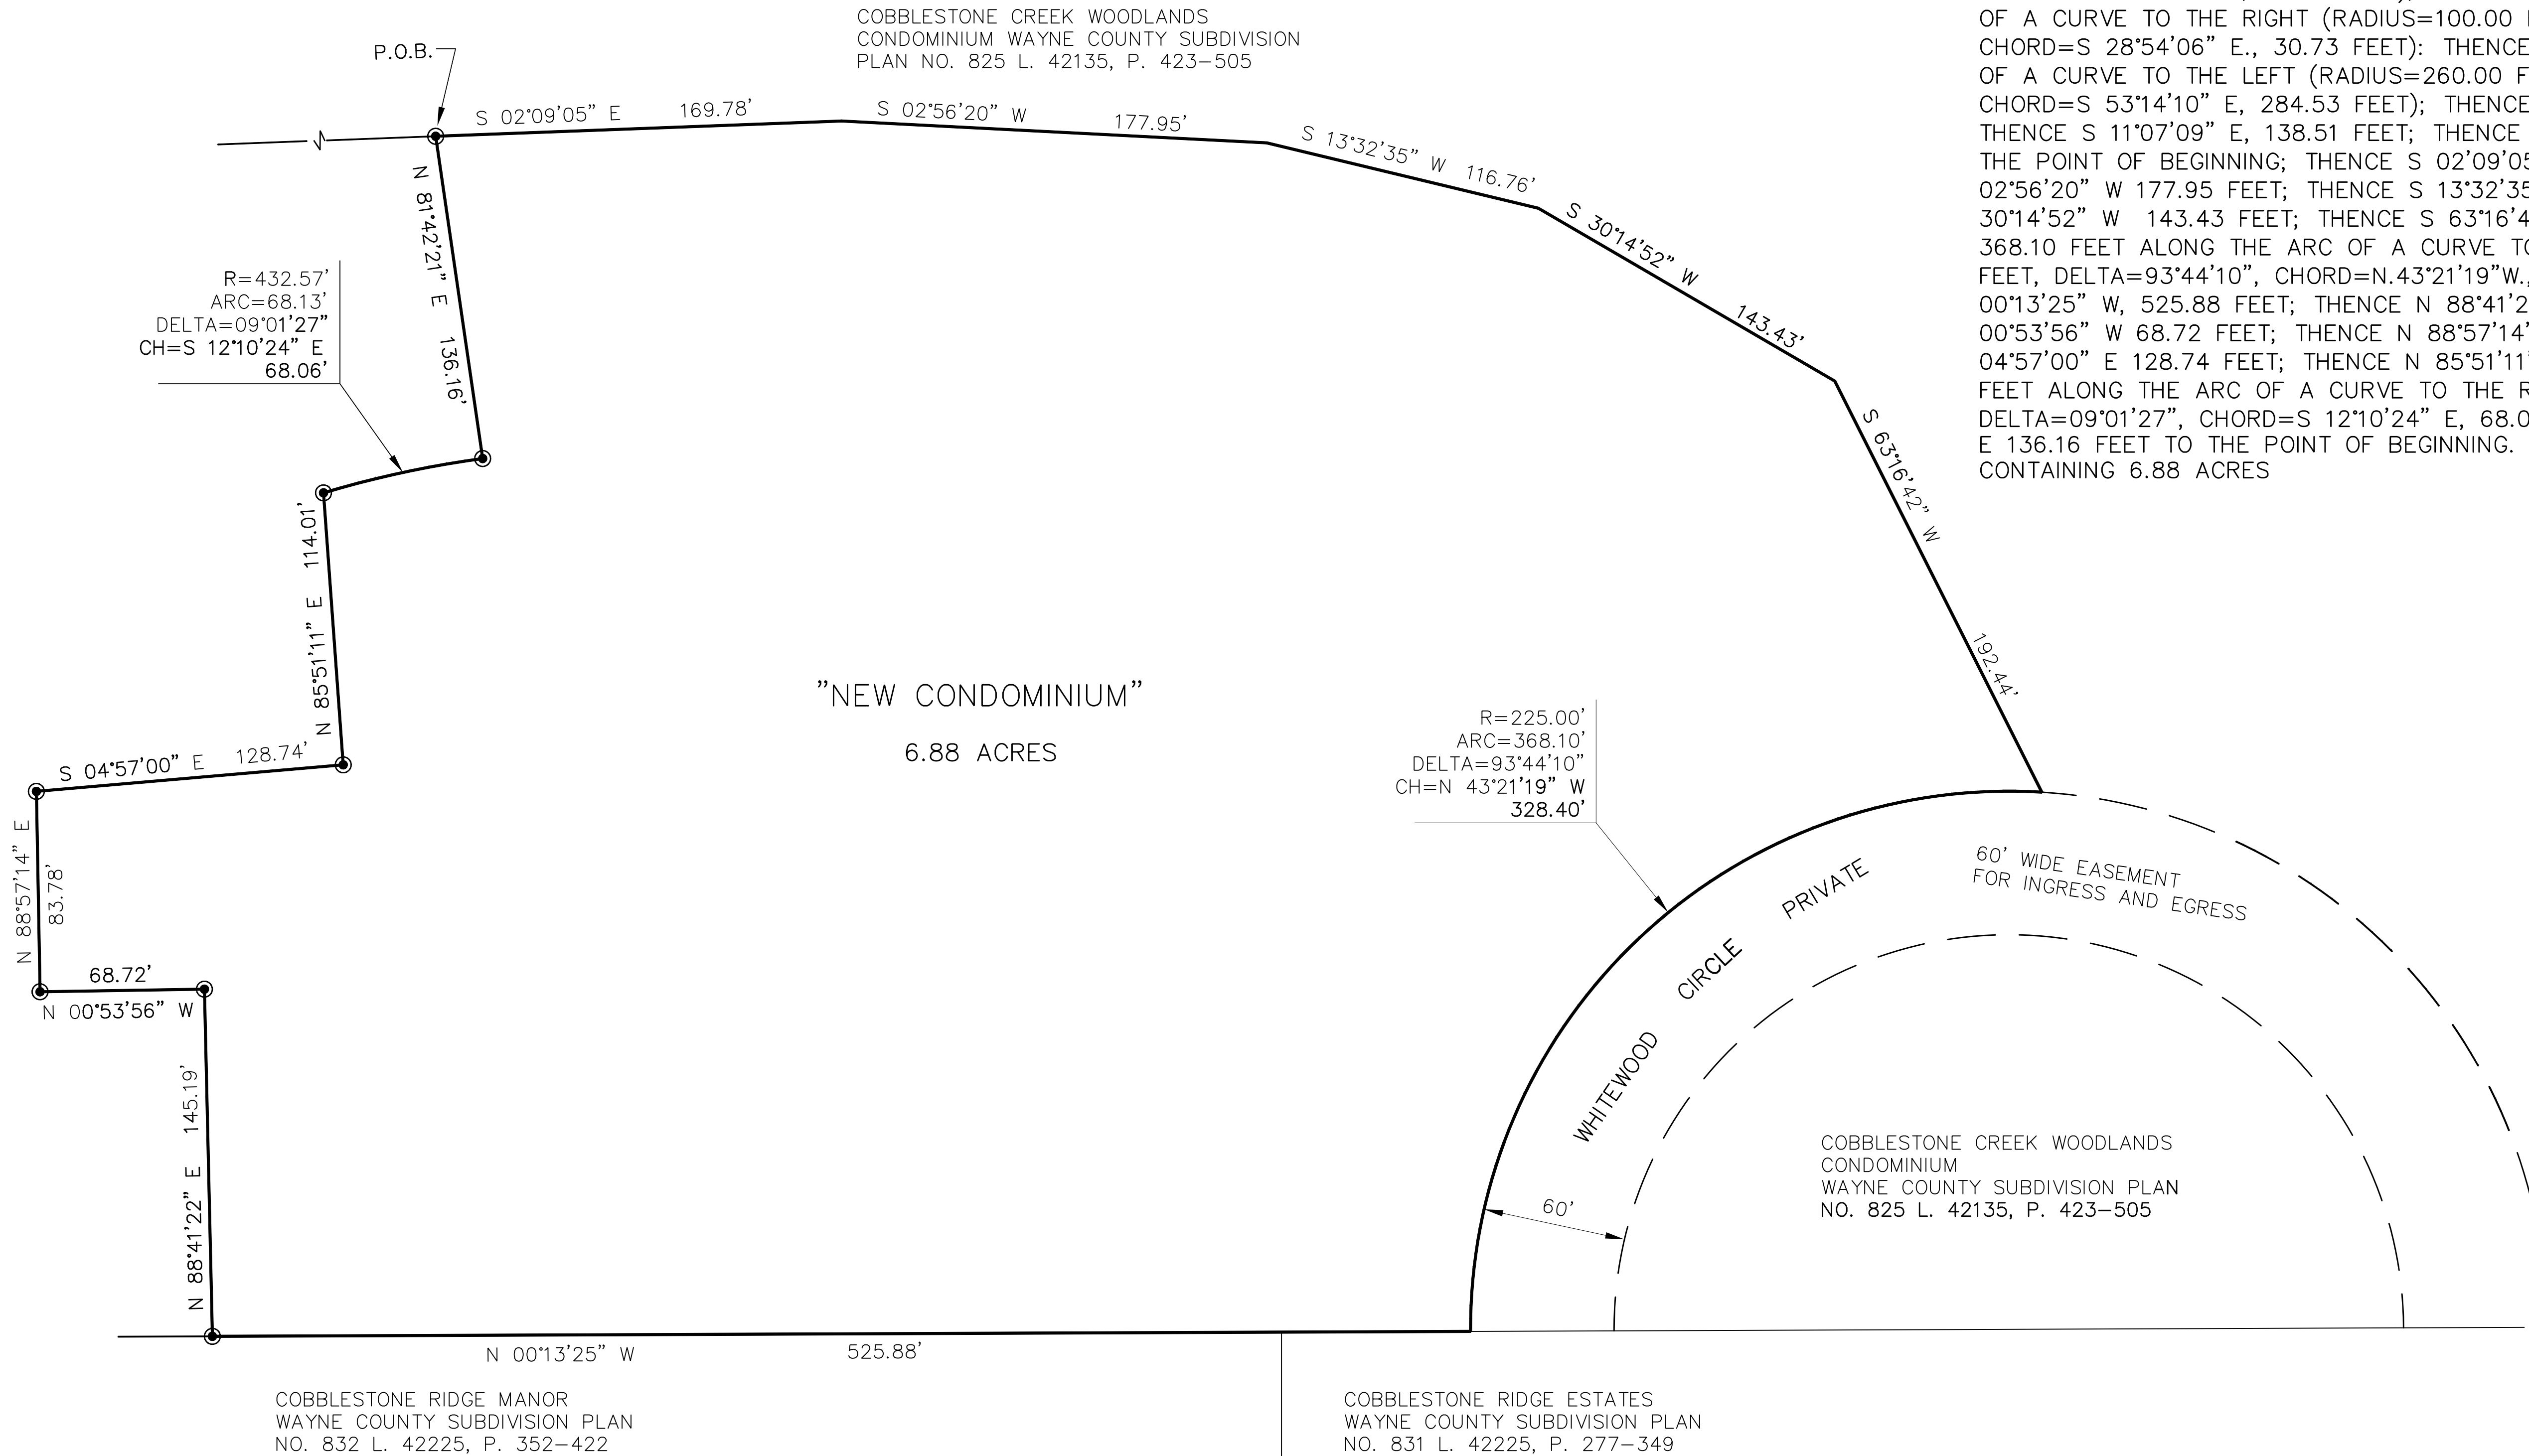 COBBLESTONE CREEK WOODLANDS
CONDOMINIUM WAYNE COUNTY SUBDIVISION
PLAN NO. 825 L. 42135, P. 423–505
P.O.B.
S 02°09'05" E 169.78'
S 02°56'20" W 177.95'
S 13°32'35" W 116.76'
S 30°14'52" W 143.43'
S 63°16'42" W 192.44'
N 81°42'21" E 136.16'
R=432.57'
ARC=68.13'
DELTA=09°01'27"
CH=S 12°10'24" E
68.06'
N 85°51'11" E 114.01'
S 04°57'00" E 128.74'
N 88°57'14" E
83.78'
68.72'
N 00°53'56" W
N 88°41'22" E 145.19'
N 00°13'25" W 525.88'
"NEW CONDOMINIUM"
6.88 ACRES
R=225.00'
ARC=368.10'
DELTA=93°44'10"
CH=N 43°21'19" W
328.40'
WHITEWOOD CIRCLE PRIVATE
60' WIDE EASEMENT
FOR INGRESS AND EGRESS
60'
COBBLESTONE CREEK WOODLANDS
CONDOMINIUM
WAYNE COUNTY SUBDIVISION PLAN
NO. 825 L. 42135, P. 423–505
COBBLESTONE RIDGE MANOR
WAYNE COUNTY SUBDIVISION PLAN
NO. 832 L. 42225, P. 352–422
COBBLESTONE RIDGE ESTATES
WAYNE COUNTY SUBDIVISION PLAN
NO. 831 L. 42225, P. 277–349
OF A CURVE TO THE RIGHT (RADIUS=100.00
CHORD=S 28°54'06" E., 30.73 FEET): THENCE
OF A CURVE TO THE LEFT (RADIUS=260.00
CHORD=S 53°14'10" E, 284.53 FEET); THENCE
THENCE S 11°07'09" E, 138.51 FEET; THENCE
THE POINT OF BEGINNING; THENCE S 02°09'05
02°56'20" W 177.95 FEET; THENCE S 13°32'35
30°14'52" W 143.43 FEET; THENCE S 63°16'4
368.10 FEET ALONG THE ARC OF A CURVE TO
FEET, DELTA=93°44'10", CHORD=N.43°21'19"W.,
00°13'25" W, 525.88 FEET; THENCE N 88°41'2
00°53'56" W 68.72 FEET; THENCE N 88°57'14"
04°57'00" E 128.74 FEET; THENCE N 85°51'11"
FEET ALONG THE ARC OF A CURVE TO THE R
DELTA=09°01'27", CHORD=S 12°10'24" E, 68.0
E 136.16 FEET TO THE POINT OF BEGINNING.
CONTAINING 6.88 ACRES